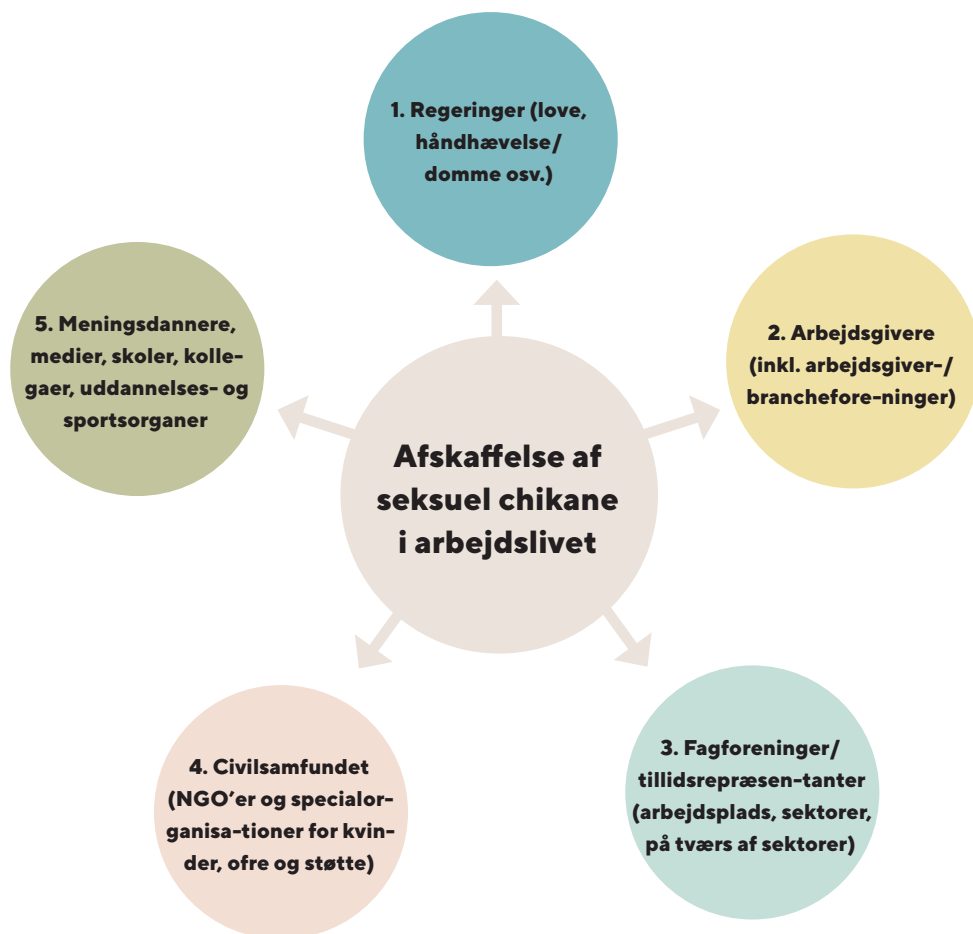 1. Regeringer (love,
håndhævelse/
domme osv.)
2. Arbejdsgivere
(inkl. arbejdsgiver-/
branchefore-ninger)
3. Fagforeninger/
tillidsrepræsen-tanter
(arbejdsplads, sektorer,
på tværs af sektorer)
4. Civilsamfundet
(NGO’er og specialor-
ganisa-tioner for kvin-
der, ofre og støtte)
5. Meningsdannere,
medier, skoler, kolle-
gaer, uddannelses- og
sportsorganer
Afskaffelse af
seksuel chikane
i arbejdslivet